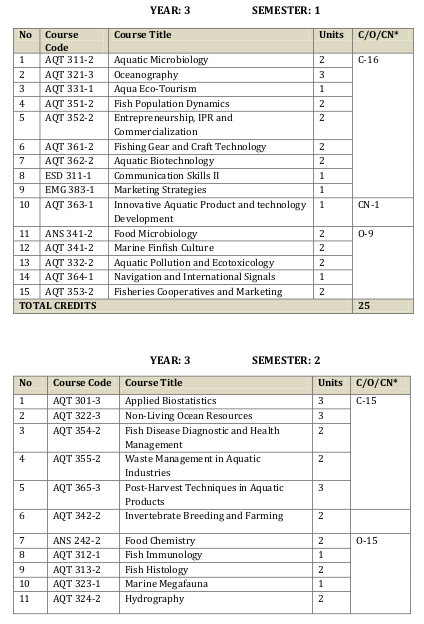 YEAR: 3 SEMESTER: 1
No Course Code Course Title Units C/O/CN*
1 AQT 311-2 Aquatic Microbiology 2 C-16
2 AQT 321-3 Oceanography 3
3 AQT 331-1 Aqua Eco-Tourism 1
4 AQT 351-2 Fish Population Dynamics 2
5 AQT 352-2 Entrepreneurship, IPR and Commercialization 2
6 AQT 361-2 Fishing Gear and Craft Technology 2
7 AQT 362-2 Aquatic Biotechnology 2
8 ESD 311-1 Communication Skills II 1
9 EMG 383-1 Marketing Strategies 1
10 AQT 363-1 Innovative Aquatic Product and technology Development 1 CN-1
11 ANS 341-2 Food Microbiology 2 O-9
12 AQT 341-2 Marine Finfish Culture 2
13 AQT 332-2 Aquatic Pollution and Ecotoxicology 2
14 AQT 364-1 Navigation and International Signals 1
15 AQT 353-2 Fisheries Cooperatives and Marketing 2
TOTAL CREDITS 25
YEAR: 3 SEMESTER: 2
No Course Code Course Title Units C/O/CN*
1 AQT 301-3 Applied Biostatistics 3 C-15
2 AQT 322-3 Non-Living Ocean Resources 3
3 AQT 354-2 Fish Disease Diagnostic and Health Management 2
4 AQT 355-2 Waste Management in Aquatic Industries 2
5 AQT 365-3 Post-Harvest Techniques in Aquatic Products 3
6 AQT 342-2 Invertebrate Breeding and Farming 2
7 ANS 242-2 Food Chemistry 2 O-15
8 AQT 312-1 Fish Immunology 1
9 AQT 313-2 Fish Histology 2
10 AQT 323-1 Marine Megafauna 1
11 AQT 324-2 Hydrography 2